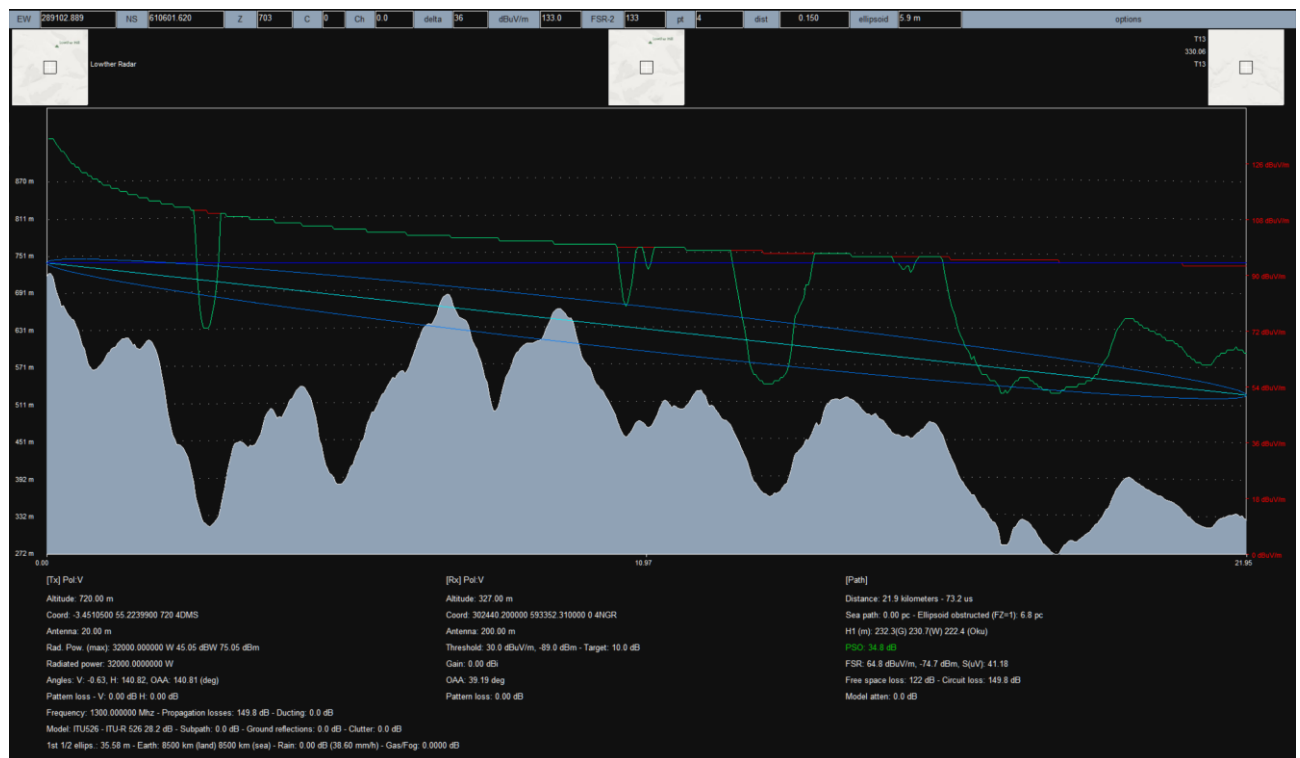 EW 289102.889 NS 610601.620 Z 703 C 0 Ch 0.0 delta 36 dBuV/m 133.0 FSR-2 133 pt 4 dist 0.150 ellipsoid 5.9 m options
Lowther Radar
T13
330.06
T13
870 m
811 m
751 m
691 m
631 m
571 m
511 m
451 m
392 m
332 m
272 m
126 dBuV/m
108 dBuV/m
90 dBuV/m
72 dBuV/m
54 dBuV/m
36 dBuV/m
18 dBuV/m
0 dBuV/m
0.00 10.97 21.95
[Tx] Pol:V
Altitude: 720.00 m
Coord: -3.4510500 55.2239900 720 4DMS
Antenna: 20.00 m
Rad. Pow. (max): 32000.000000 W 45.05 dBW 75.05 dBm
Radiated power: 32000.0000000 W
Angles: V: -0.63, H: 140.82, OAA: 140.81 (deg)
Pattern loss - V: 0.00 dB H: 0.00 dB
Frequency: 1300.000000 Mhz - Propagation losses: 149.8 dB - Ducting: 0.0 dB
Model: ITU526 - ITU-R 526 28.2 dB - Subpath: 0.0 dB - Ground reflections: 0.0 dB - Clutter: 0.0 dB
1st 1/2 ellips.: 35.58 m - Earth: 8500 km (land) 8500 km (sea) - Rain: 0.00 dB (38.60 mm/h) - Gas/Fog: 0.0000 dB
[Rx] Pol:V
Altitude: 327.00 m
Coord: 302440.200000 593352.310000 0 4NGR
Antenna: 200.00 m
Threshold: 30.0 dBuV/m, -89.0 dBm - Target: 10.0 dB
Gain: 0.00 dBi
OAA: 39.19 deg
Pattern loss: 0.00 dB
[Path]
Distance: 21.9 kilometers - 73.2 us
Sea path: 0.00 pc - Ellipsoid obstructed (FZ=1): 6.8 pc
H1 (m): 232.3(G) 230.7(W) 222.4 (Oku)
PSO: 34.8 dB
FSR: 64.8 dBuV/m, -74.7 dBm, S(uV): 41.18
Free space loss: 122 dB - Circuit loss: 149.8 dB
Model atten: 0.0 dB